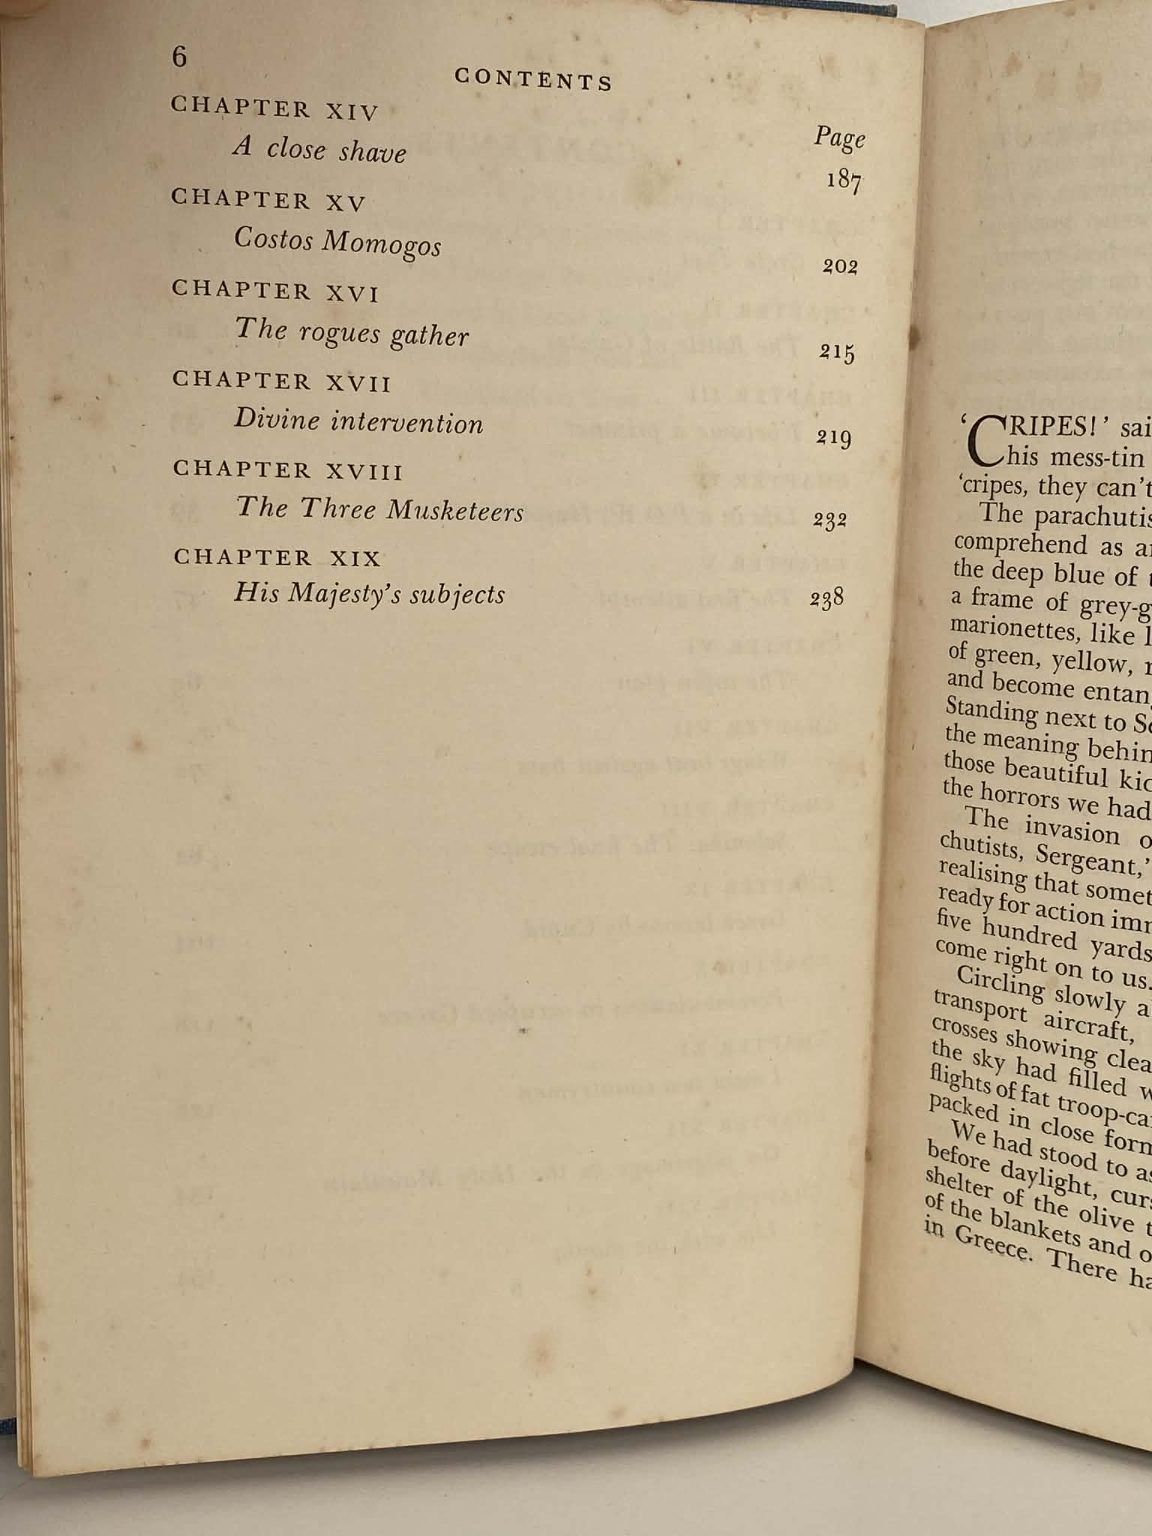 6
CONTENTS
CHAPTER XIV
Page
A close shave 187
CHAPTER XV
Costos Momogos 202
CHAPTER XVI
The rogues gather 215
CHAPTER XVII
Divine intervention 219
CHAPTER XVIII
The Three Musketeers 232
CHAPTER XIX
His Majesty's subjects 238
'CRIPES!' sai
his mess-tin
'cripes, they can't
The parachutis
comprehend as a
the deep blue of
a frame of grey-g
marionettes, like l
of green, yellow, r
and become entang
Standing next to S
the meaning behin
those beautiful kic
the horrors we had
The invasion o
chutists, Sergeant,'
realising that somet
ready for action imm
five hundred yards
come right on to us.
Circling slowly a
transport aircraft,
crosses showing clea
the sky had filled w
flights of fat troop-ca
packed in close form
We had stood to as
before daylight, curs
shelter of the olive t
of the blankets and o
in Greece. There ha